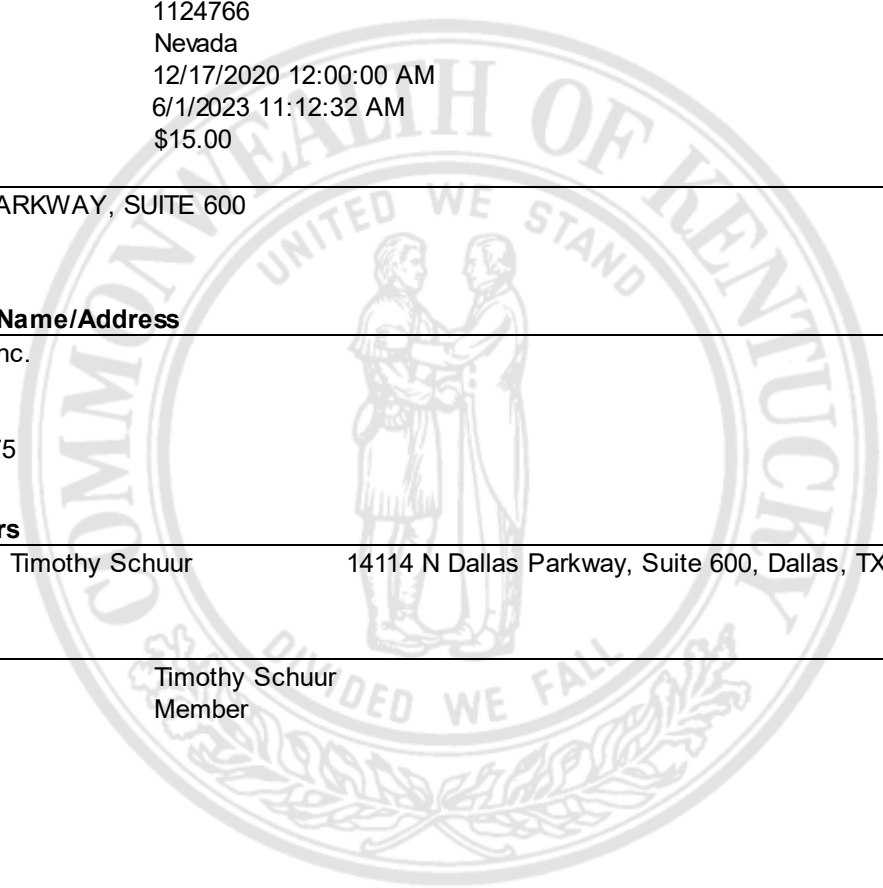 1124766
Nevada
12/17/2020 12:00:00 AM
6/1/2023 11:12:32 AM
$15.00
COMMONWEALTH OF KENTUCKY
UNITED WE STAND
ARKWAY, SUITE 600
Name/Address
nc.
75
rs
Timothy Schuur 14114 N Dallas Parkway, Suite 600, Dallas, TX
DIVIDED WE FALL
Timothy Schuur
Member